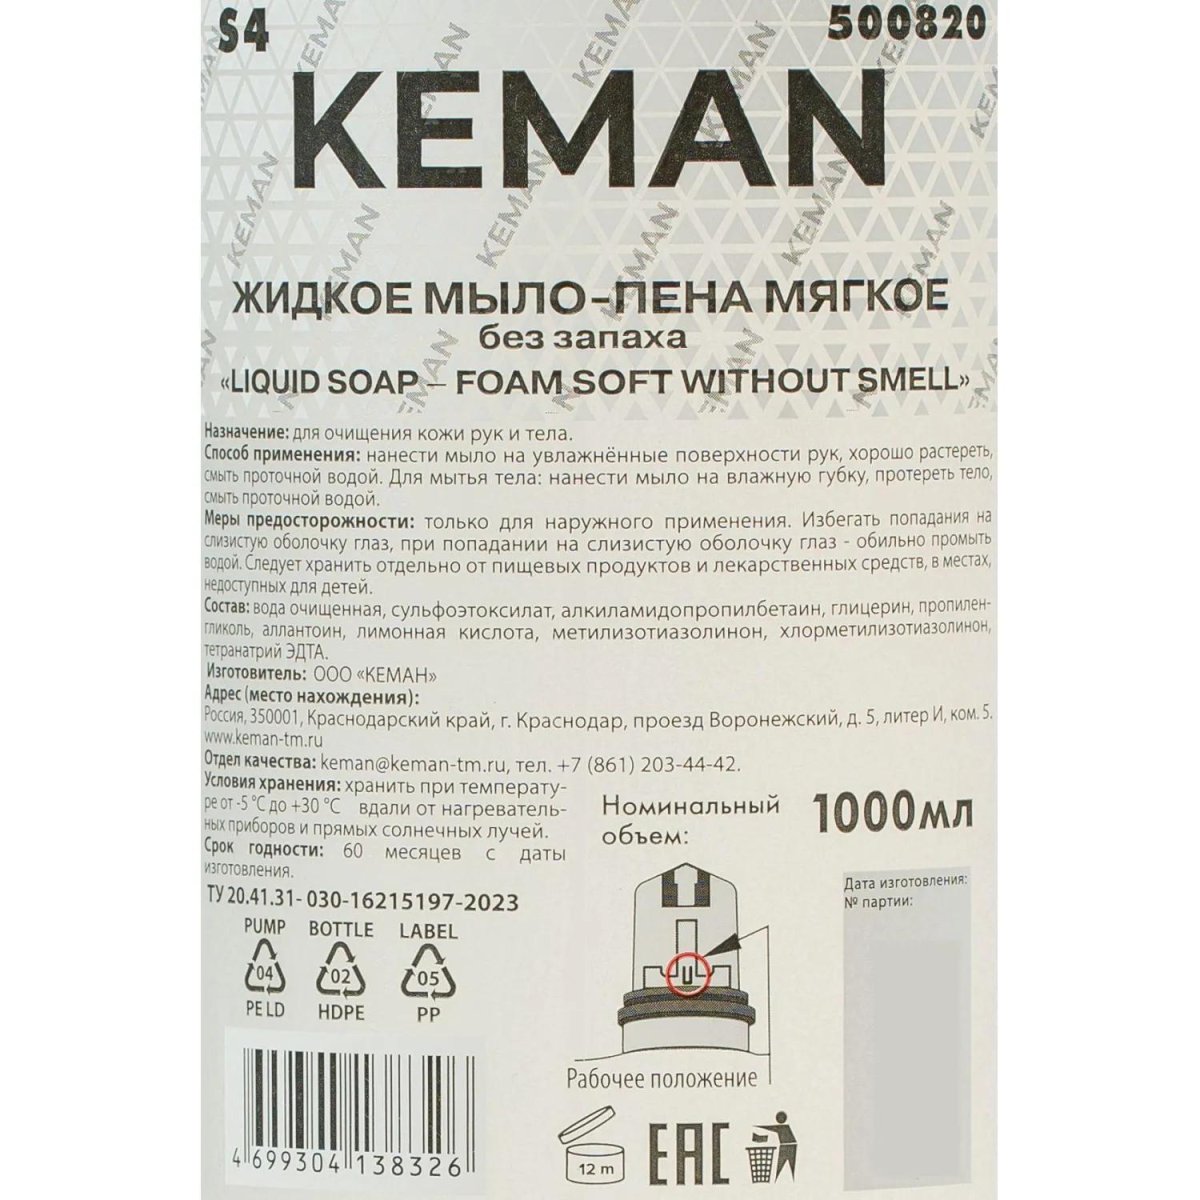 S4
500820
KEMAN
ЖИДКОЕ МЫЛО-ПЕНА МЯГКОЕ
без запаха
«LIQUID SOAP – FOAM SOFT WITHOUT SMELL»
Назначение: для очищения кожи рук и тела.
Способ применения: нанести мыло на увлажнённые поверхности рук, хорошо растереть,
смыть проточной водой. Для мытья тела: нанести мыло на влажную губку, протереть тело,
смыть проточной водой.
Меры предосторожности: только для наружного применения. Избегать попадания на
слизистую оболочку глаз, при попадании на слизистую оболочку глаз - обильно промыть
водой. Следует хранить отдельно от пищевых продуктов и лекарственных средств, в местах,
недоступных для детей.
Состав: вода очищенная, сульфоэтоксилат, алкиламидопропилбетаин, глицерин, пропилен-
гликоль, аллантоин, лимонная кислота, метилизотиазолинон, хлорметилизотиазолинон,
тетранатрий ЭДТА.
Изготовитель: ООО «КЕМАН»
Адрес (место нахождения):
Россия, 350001, Краснодарский край, г. Краснодар, проезд Воронежский, д. 5, литер И, ком. 5.
www.keman-tm.ru
Отдел качества: keman@keman-tm.ru, тел. +7 (861) 203-44-42.
Условия хранения: хранить при температу-
ре от -5 °С до +30 °С вдали от нагреватель-
ных приборов и прямых солнечных лучей.
Срок годности: 60 месяцев с даты
изготовления.
ТУ 20.41.31- 030-16215197-2023
Номинальный
объем:
1000мл
Дата изготовления:
№ партии:
PUMP BOTTLE LABEL
04 02 05
PE LD HDPE PP
Рабочее положение
4 699304 138326
12 m
EAC